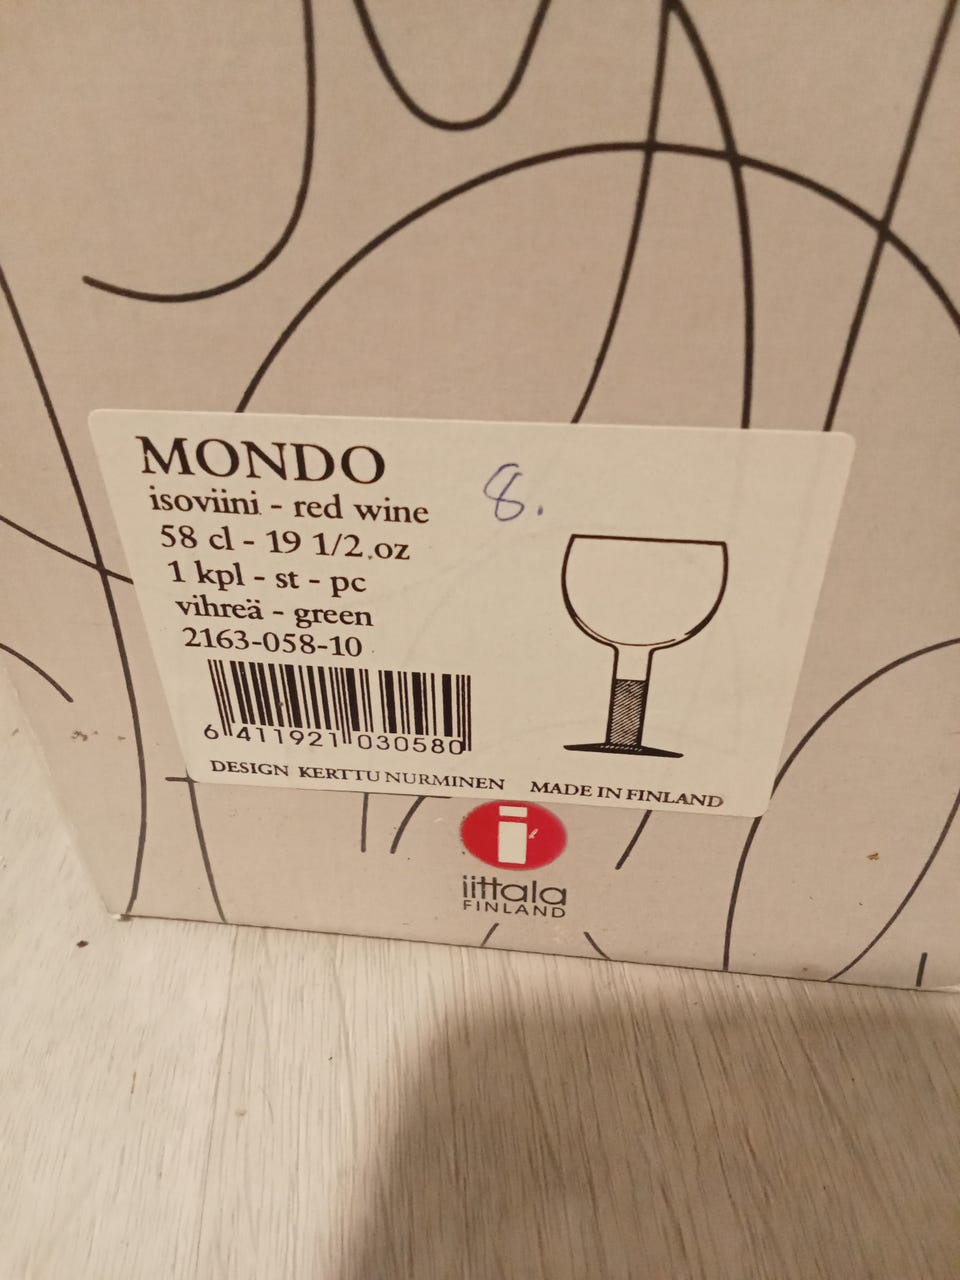 MONDO
isoviini - red wine
8.
58 cl - 19 1/2 oz
1 kpl - st - pc
vihreä - green
2163-058-10
6 411921 030580
DESIGN KERTTU NURMINEN MADE IN FINLAND
i
iittala
FINLAND